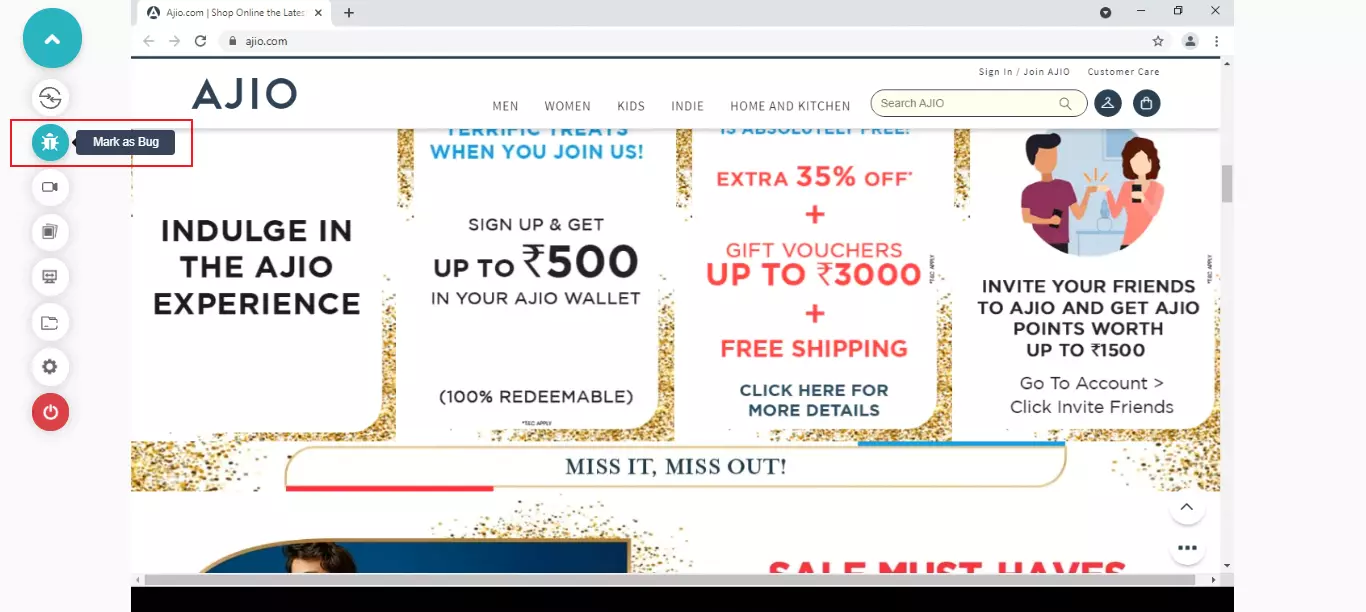 Ajio.com | Shop Online the Lates
ajio.com
Mark as Bug
Sign In / Join AJIO Customer Care
AJIO
MEN WOMEN KIDS INDIE HOME AND KITCHEN
Search AJIO
INDULGE IN
THE AJIO
EXPERIENCE
TERRIFIC TREATS
WHEN YOU JOIN US!
SIGN UP & GET
UP TO ₹500
IN YOUR AJIO WALLET
(100% REDEEMABLE)
*T&C APPLY
IS ABSOLUTELY FREE!
EXTRA 35% OFF*
+
GIFT VOUCHERS
UP TO ₹3000
*T&C APPLY
+
FREE SHIPPING
CLICK HERE FOR
MORE DETAILS
INVITE YOUR FRIENDS
TO AJIO AND GET AJIO
POINTS WORTH
UP TO ₹1500
*T&C APPLY
Go To Account >
Click Invite Friends
MISS IT, MISS OUT!
SALE MUST-HAVES